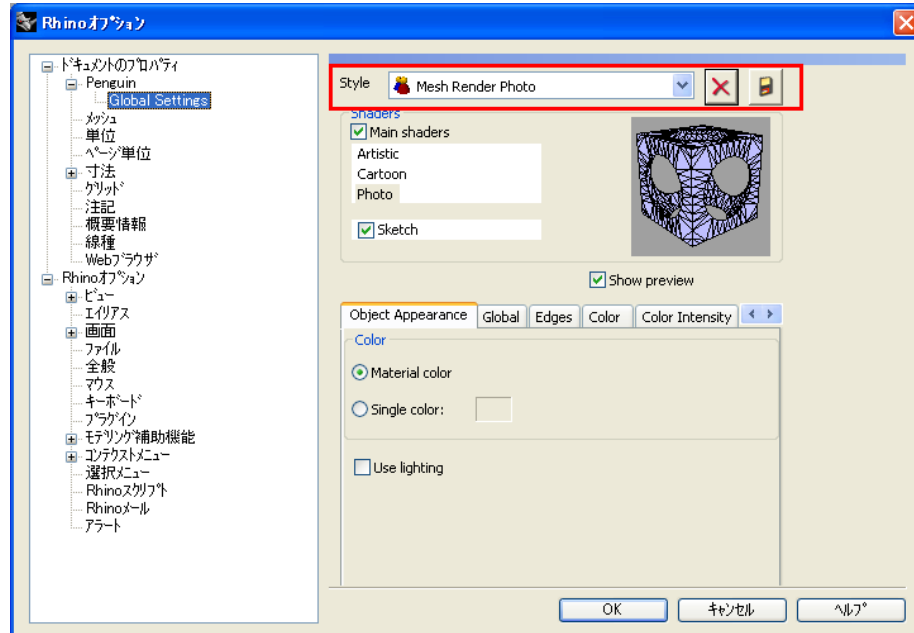 Rhinoオプション
ドキュメントのプロパティ
Penguin
Global Settings
メッシュ
単位
ページ単位
寸法
グリッド
注記
概要情報
線種
Webブラウザ
Rhinoオプション
ビュー
エイリアス
画面
ファイル
全般
マウス
キーボード
プラグイン
モデリング補助機能
コンテクストメニュー
選択メニュー
Rhinoスクリプト
Rhinoメール
アラート
Style Mesh Render Photo
Shaders
Main shaders
Artistic
Cartoon
Photo
Sketch
Show preview
Object Appearance Global Edges Color Color Intensity
Color
Material color
Single color:
Use lighting
OK キャンセル ヘルプ